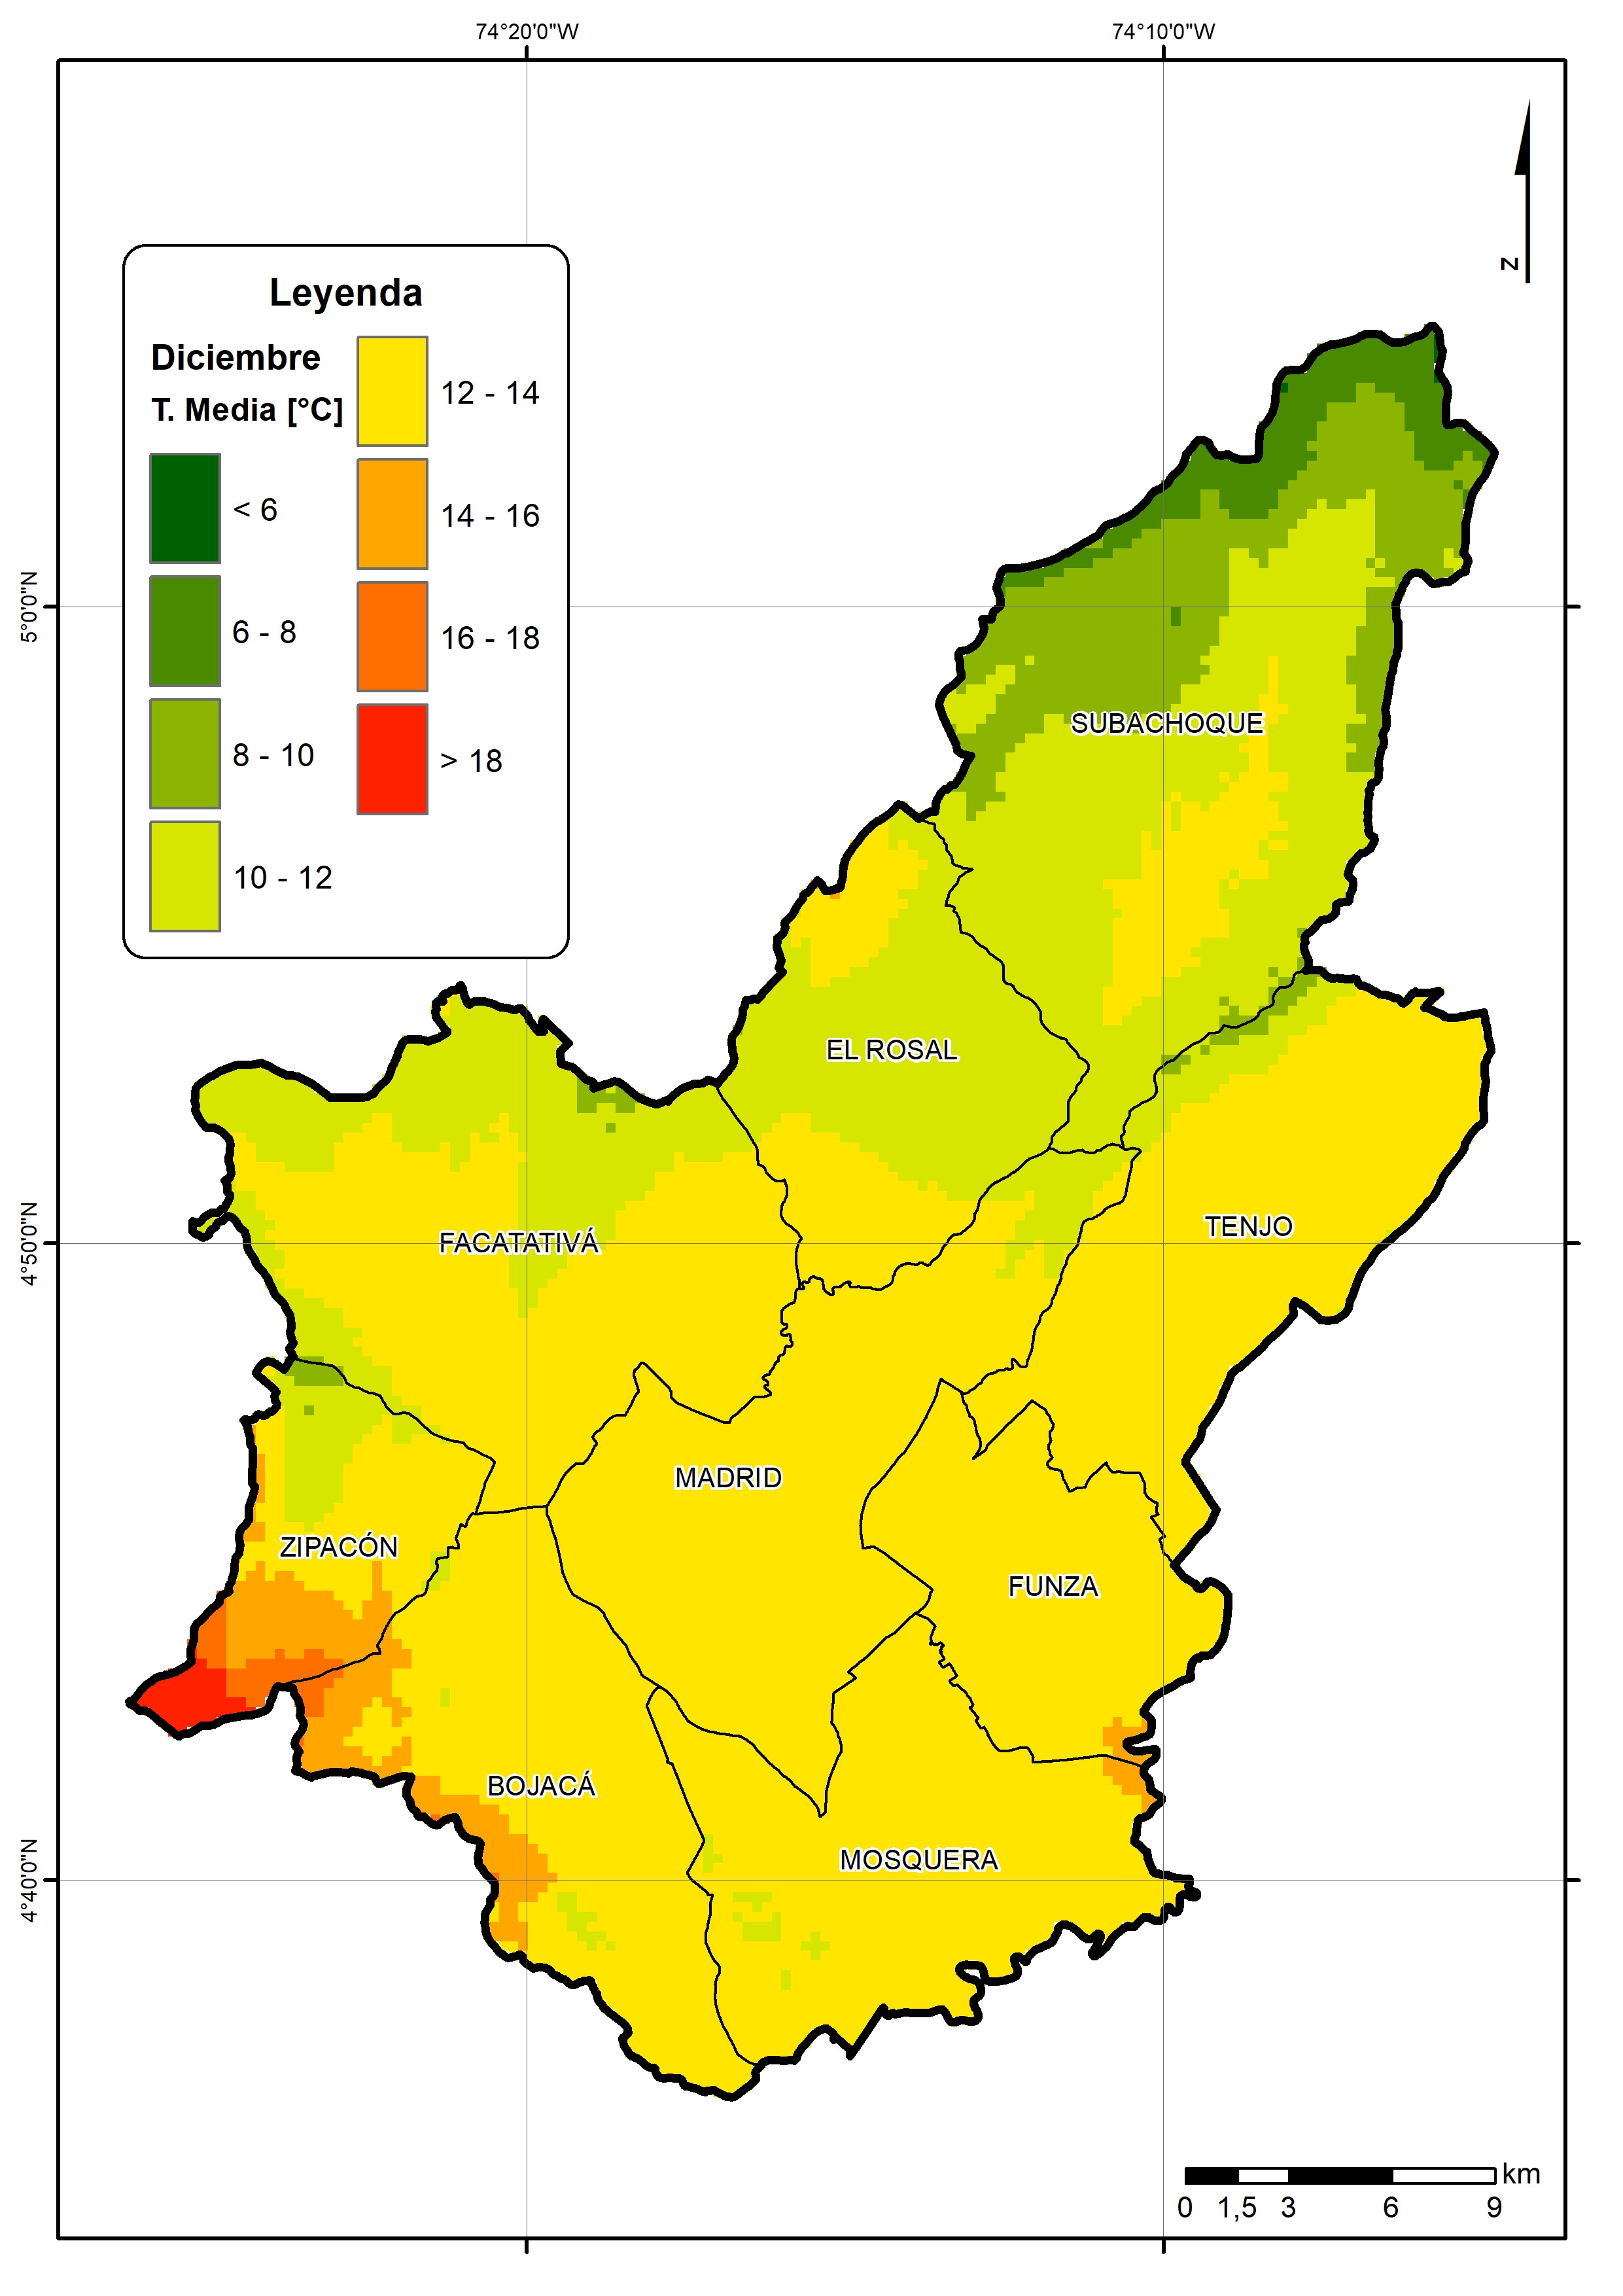 74°20'0"W
74°10'0"W
N
Leyenda
Diciembre
T. Media [°C]
< 6
6 - 8
8 - 10
10 - 12
12 - 14
14 - 16
16 - 18
> 18
5°0'0"N
SUBACHOQUE
EL ROSAL
4°50'0"N
FACATATIVÁ
TENJO
MADRID
ZIPACÓN
FUNZA
BOJACÁ
MOSQUERA
4°40'0"N
km
0 1,5 3 6 9